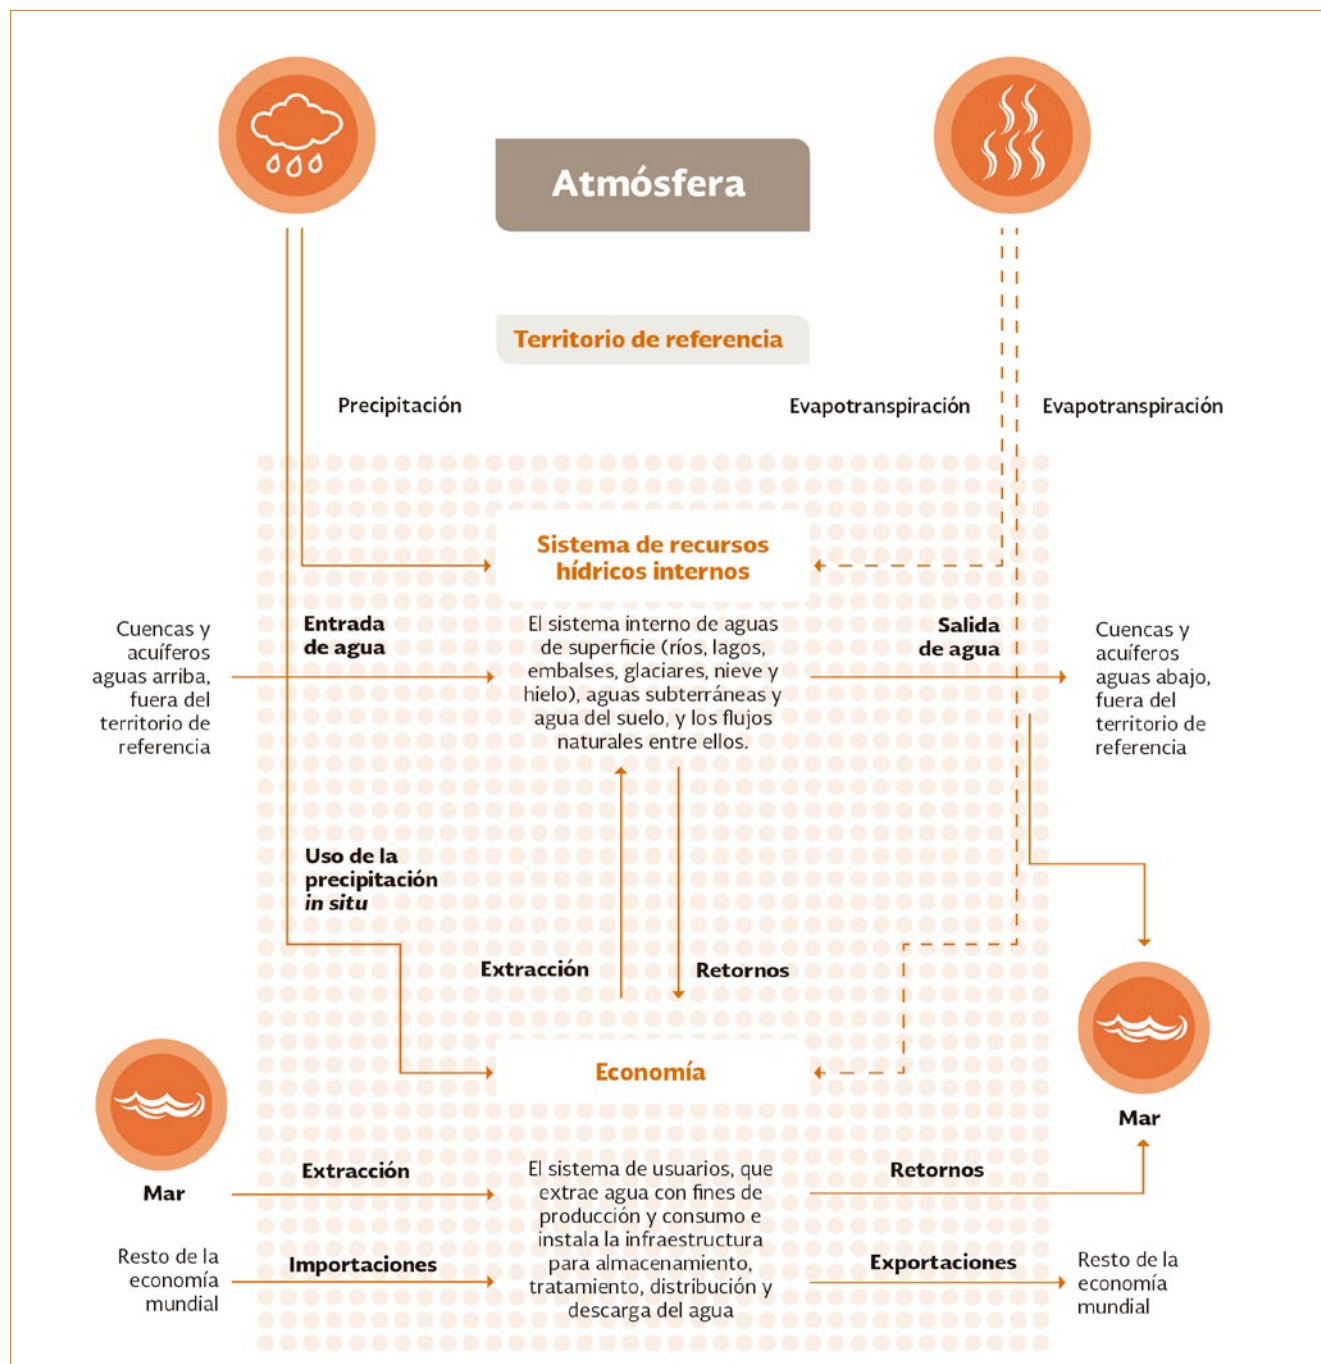 Atmósfera
Territorio de referencia
Precipitación
Evapotranspiración
Evapotranspiración
Sistema de recursos
hídricos internos
Cuencas y
acuíferos
aguas arriba,
fuera del
territorio de
referencia
Entrada
de agua
El sistema interno de aguas
de superficie (ríos, lagos,
embalses, glaciares, nieve y
hielo), aguas subterráneas y
agua del suelo, y los flujos
naturales entre ellos.
Salida
de agua
Cuencas y
acuíferos
aguas abajo,
fuera del
territorio de
referencia
Uso de la
precipitación
in situ
Extracción
Retornos
Economía
Mar
Mar
Extracción
El sistema de usuarios, que
extrae agua con fines de
producción y consumo e
instala la infraestructura
para almacenamiento,
tratamiento, distribución y
descarga del agua
Retornos
Resto de la
economía
mundial
Importaciones
Exportaciones
Resto de la
economía
mundial